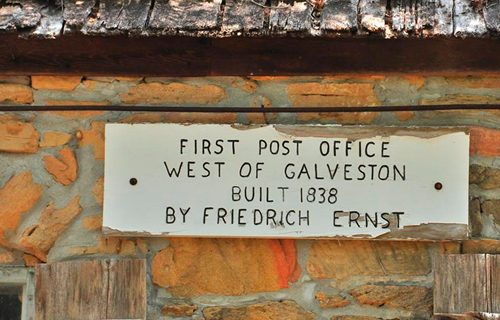 FIRST POST OFFICE
WEST OF GALVESTON
BUILT 1838
BY FRIEDRICH ERNST